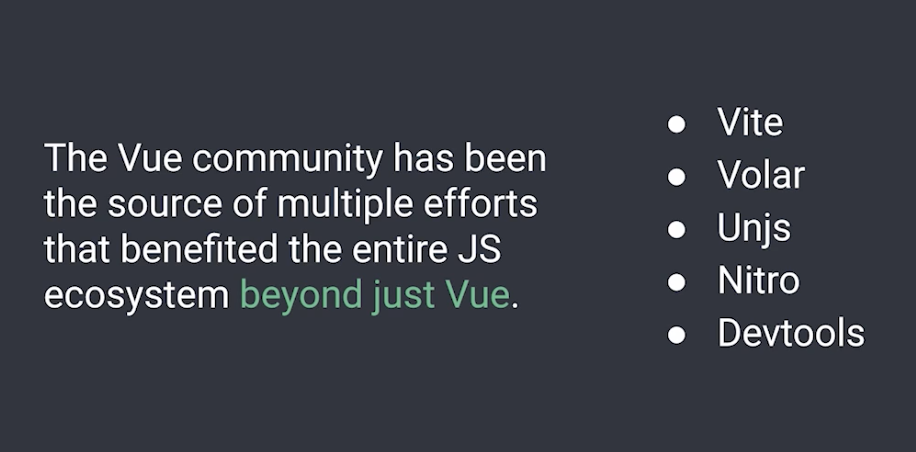 The Vue community has been
the source of multiple efforts
that benefited the entire JS
ecosystem beyond just Vue.
● Vite
● Volar
● Unjs
● Nitro
● Devtools